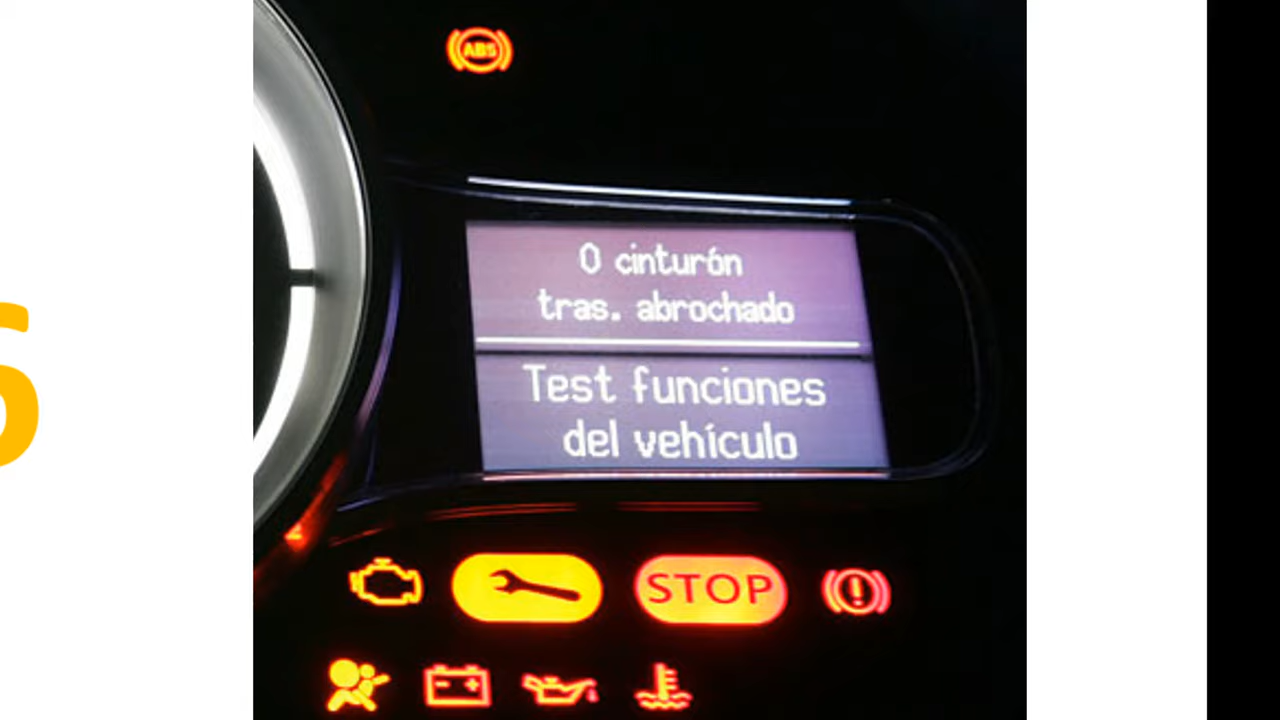 ABS
0 cinturón
tras. abrochado
Test funciones
del vehículo
STOP